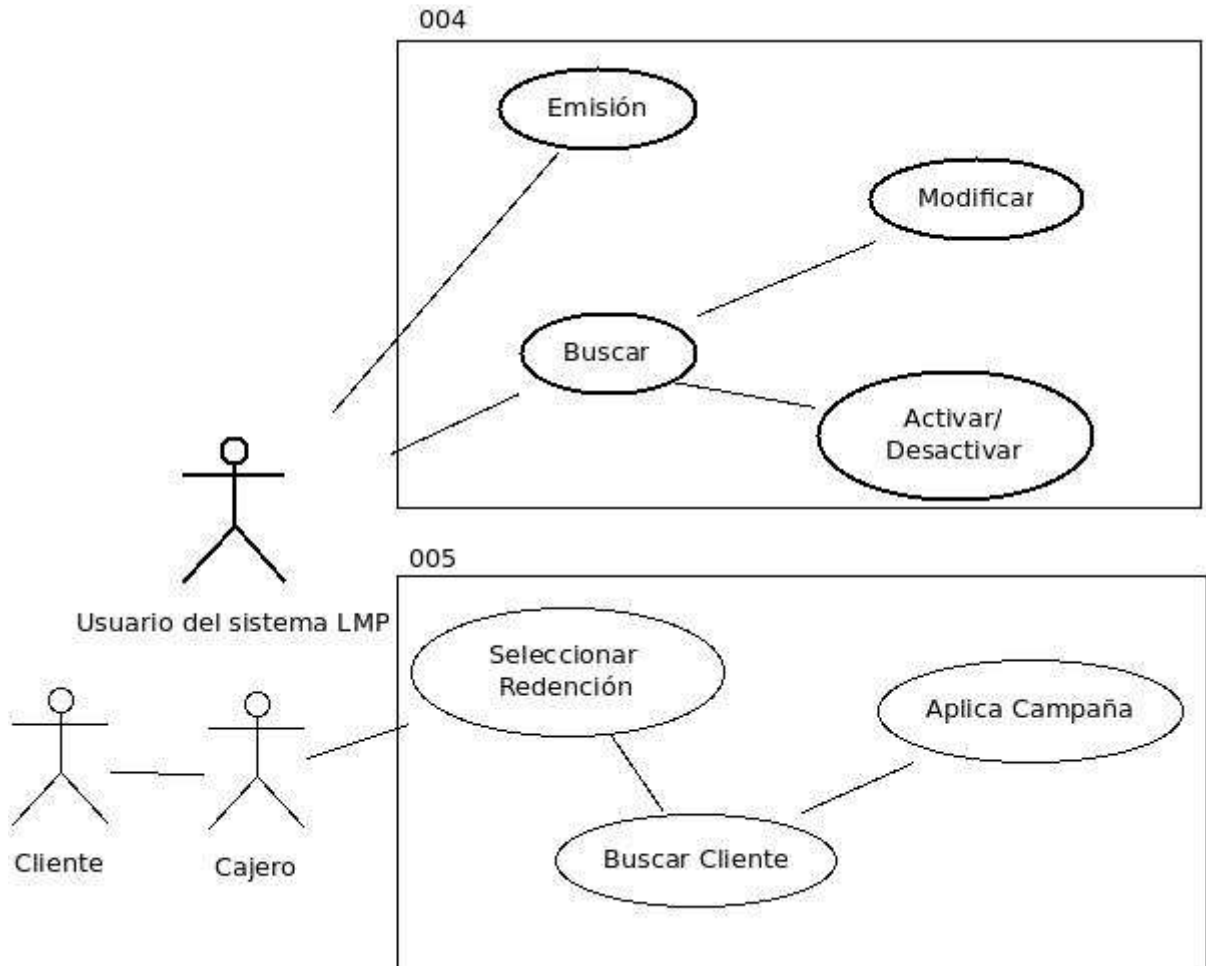 004
Emisión
Modificar
Buscar
Activar/
Desactivar
Usuario del sistema LMP
005
Seleccionar
Redención
Aplica Campaña
Buscar Cliente
Cliente
Cajero